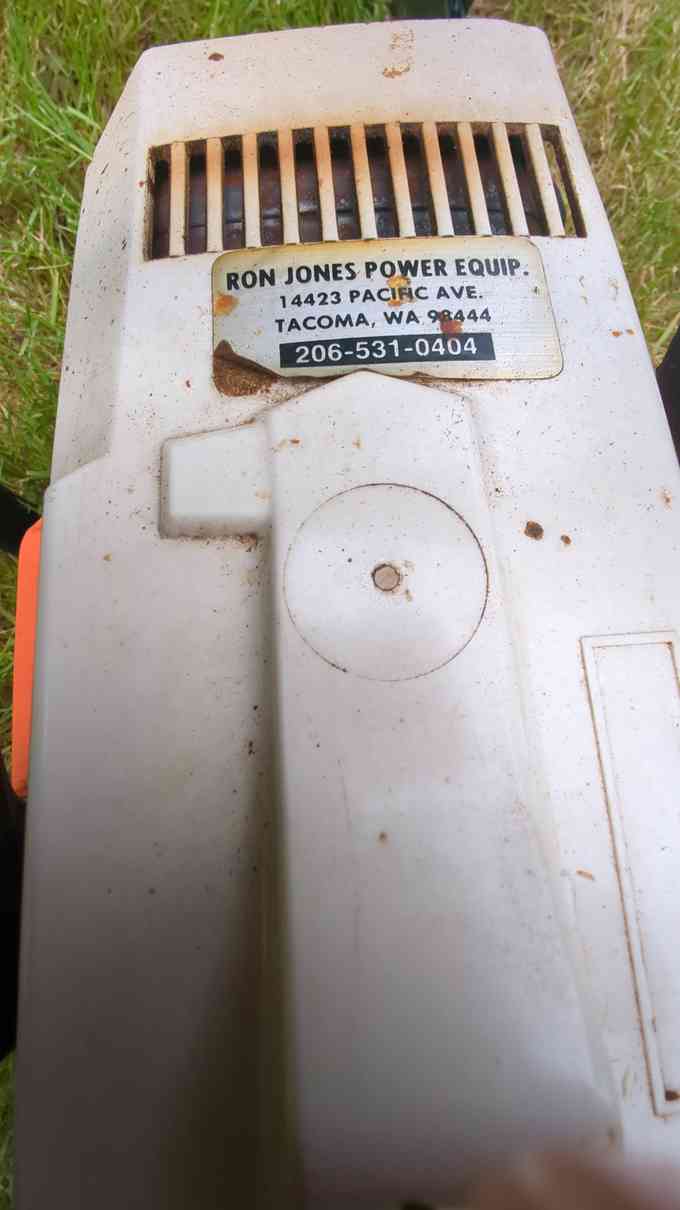 RON JONES POWER EQUIP.
14423 PACIFIC AVE.
TACOMA, WA 98444
206-531-0404